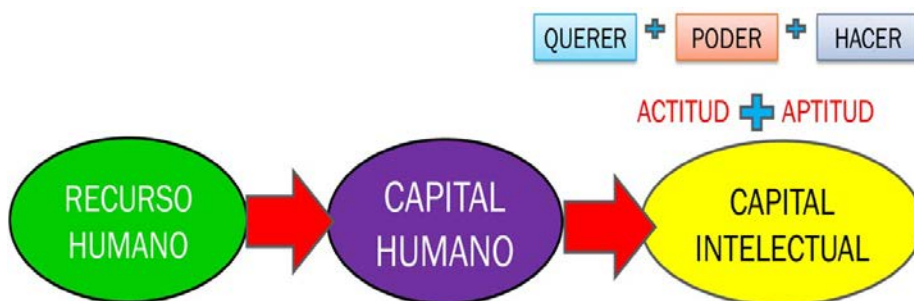 QUERER + PODER + HACER
ACTITUD + APTITUD
RECURSO
HUMANO
CAPITAL
HUMANO
CAPITAL
INTELECTUAL